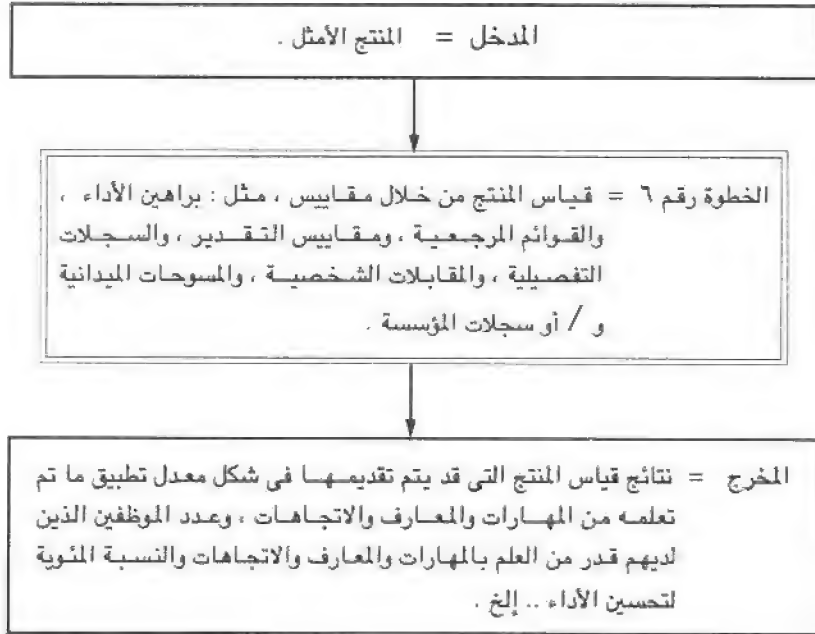 المدخل = المنتج الأمثل .
الخطوة رقم ٦ = قياس المنتج من خلال مقاييس ، مثل : براهين الأداء ،
والقوائم المرجعية ، ومقاييس التقدير ، والسجلات
التفصيلية ، والمقابلات الشخصية ، والمسوحات الميدانية
و / أو سجلات المؤسسة .
المخرج = نتائج قياس المنتج التى قد يتم تقديمها فى شكل معدل تطبيق ما تم
تعلمه من المهارات والمعارف والاتجاهات ، وعدد الموظفين الذين
لديهم قدر من العلم بالمهارات والمعارف والاتجاهات والنسبة المئوية
لتحسين الأداء .. إلخ .